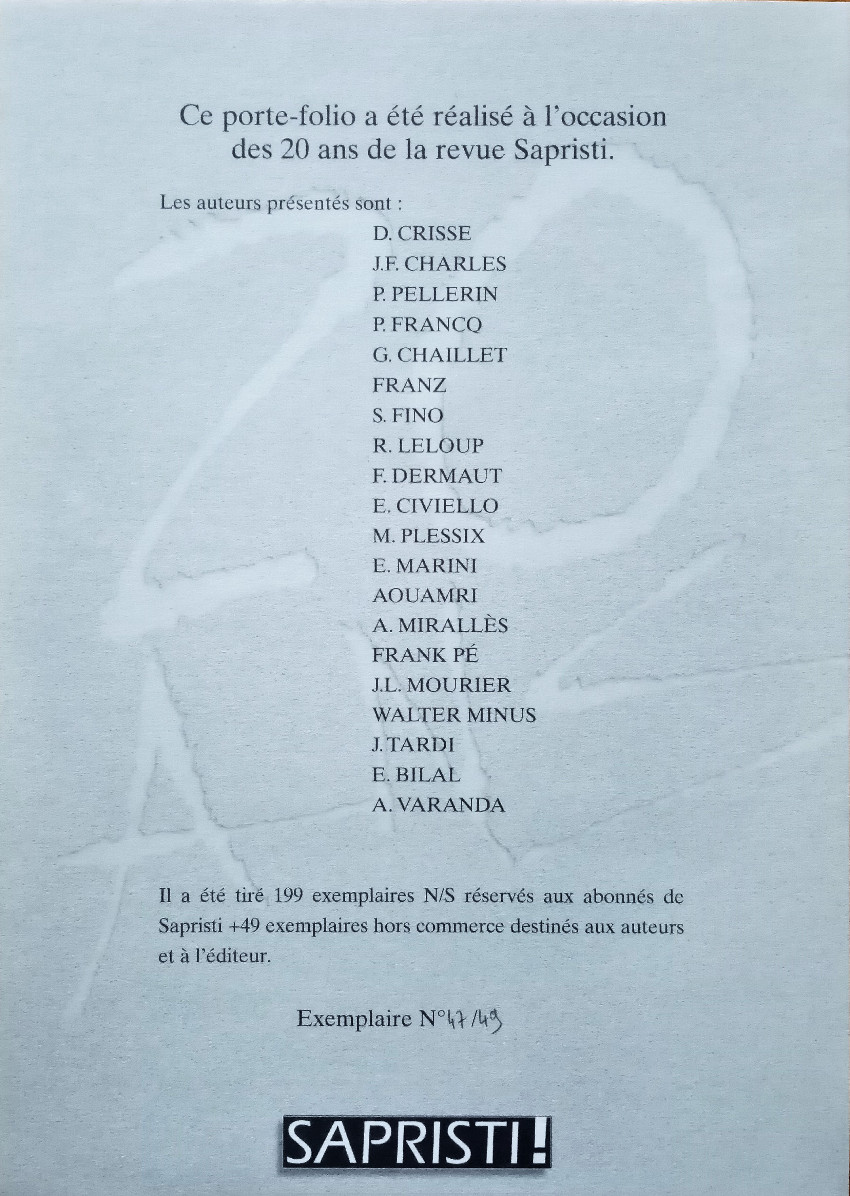 Ce porte-folio a été réalisé à l'occasion
des 20 ans de la revue Sapristi.
Les auteurs présentés sont :
D. CRISSE
J.F. CHARLES
P. PELLERIN
P. FRANCQ
G. CHAILLET
FRANZ
S. FINO
R. LELOUP
F. DERMAUT
E. CIVIELLO
M. PLESSIX
E. MARINI
AOUAMRI
A. MIRALLÈS
FRANK PÉ
J.L. MOURIER
WALTER MINUS
J. TARDI
E. BILAL
A. VARANDA
Il a été tiré 199 exemplaires N/S réservés aux abonnés de
Sapristi +49 exemplaires hors commerce destinés aux auteurs
et à l'éditeur.
Exemplaire N°47/49
SAPRISTI!